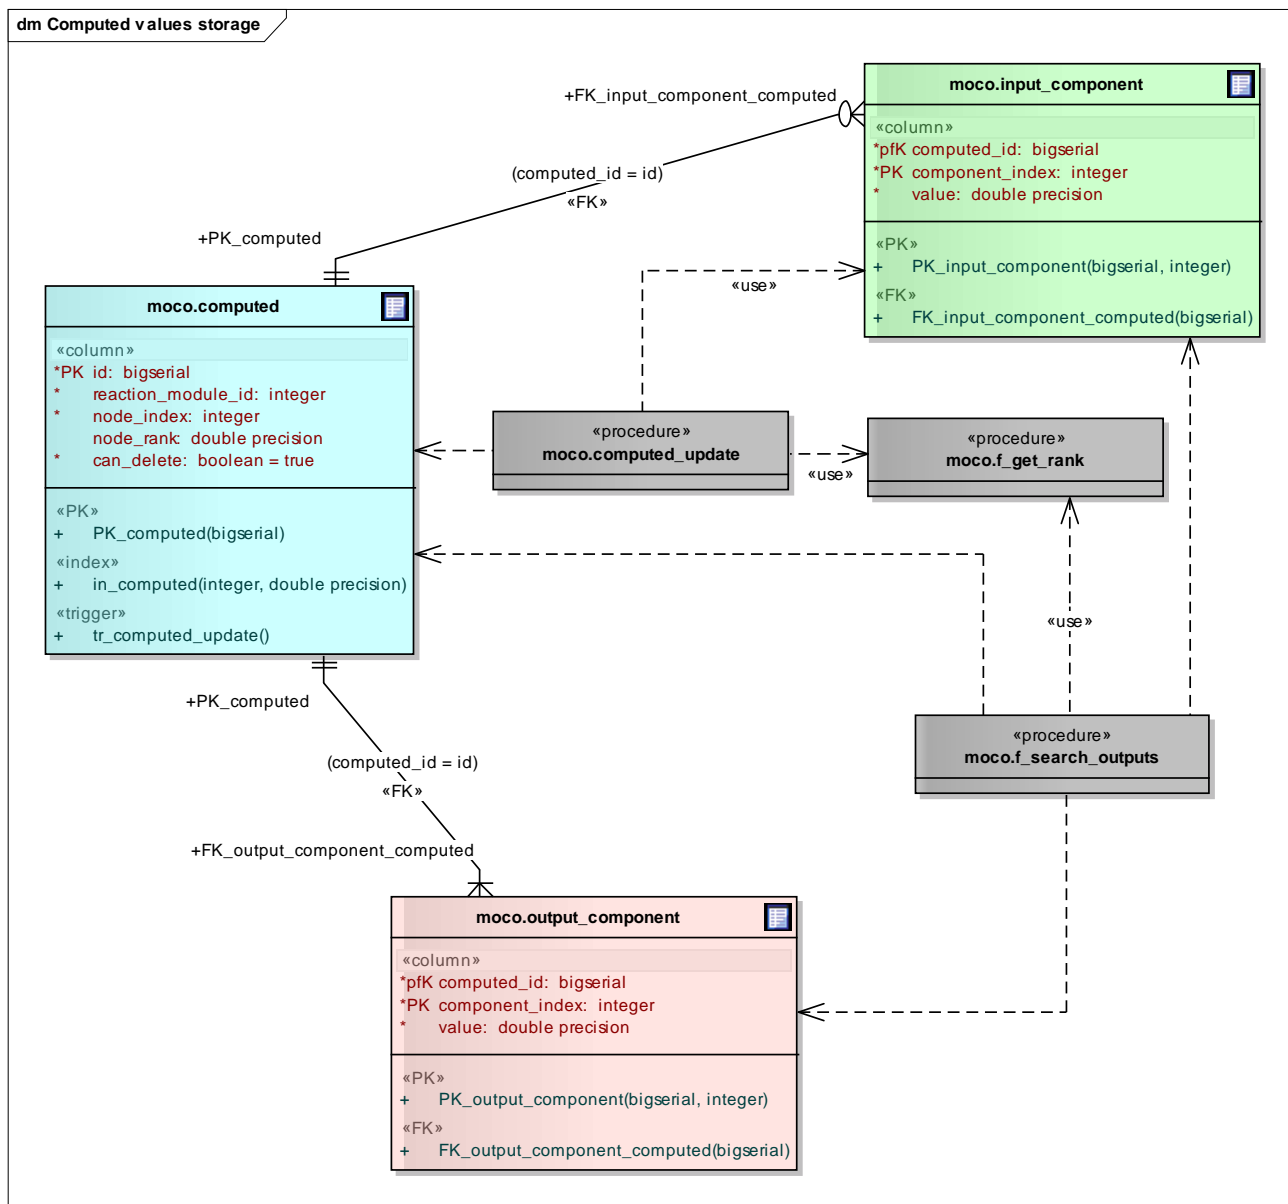 dm Computed values storage
+FK_input_component_computed
(computed_id = id)
«FK»
+PK_computed
moco.input_component
«column»
*pfK computed_id: bigserial
*PK component_index: integer
* value: double precision
«PK»
+ PK_input_component(bigserial, integer)
«FK»
+ FK_input_component_computed(bigserial)
moco.computed
«column»
*PK id: bigserial
* reaction_module_id: integer
* node_index: integer
node_rank: double precision
* can_delete: boolean = true
«PK»
+ PK_computed(bigserial)
«index»
+ in_computed(integer, double precision)
«trigger»
+ tr_computed_update()
«use»
«procedure»
moco.computed_update
«use»
«procedure»
moco.f_get_rank
«use»
«procedure»
moco.f_search_outputs
+PK_computed
(computed_id = id)
«FK»
+FK_output_component_computed
moco.output_component
«column»
*pfK computed_id: bigserial
*PK component_index: integer
* value: double precision
«PK»
+ PK_output_component(bigserial, integer)
«FK»
+ FK_output_component_computed(bigserial)